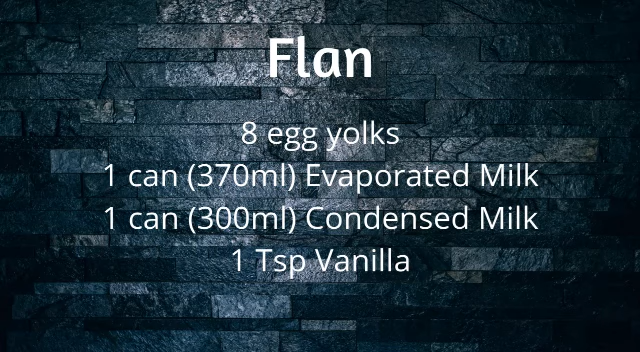 Flan
8 egg yolks
1 can (370ml) Evaporated Milk
1 can (300ml) Condensed Milk
1 Tsp Vanilla